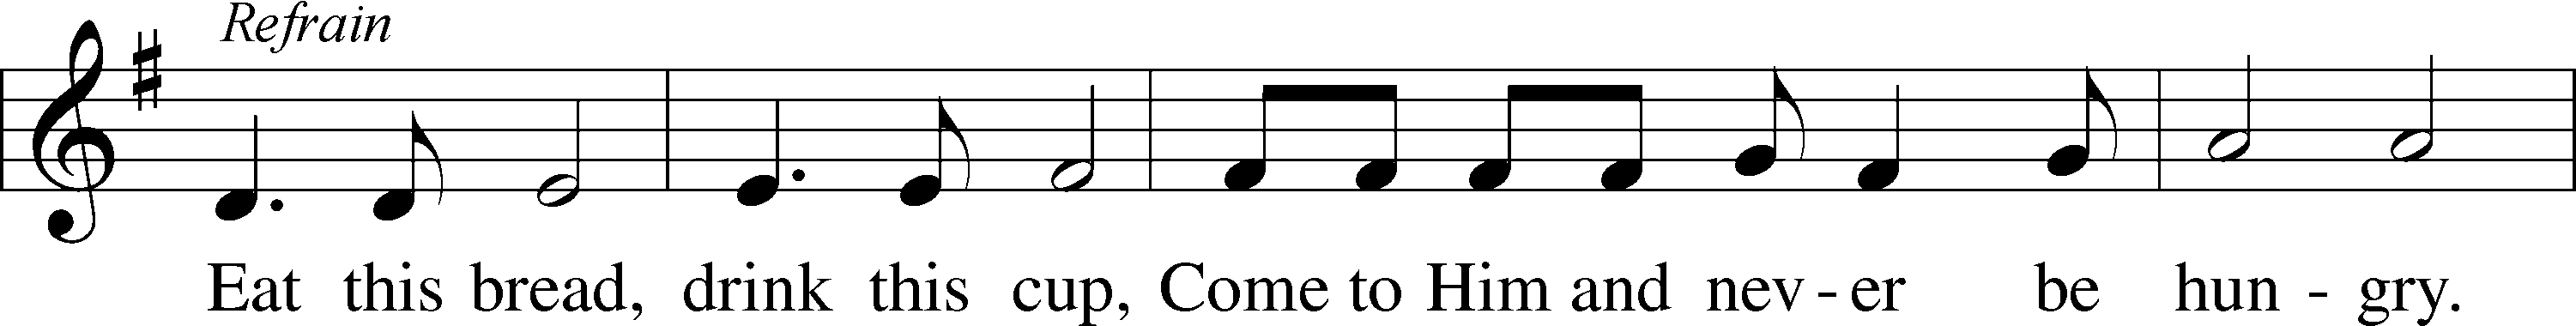 Refrain
Eat this bread, drink this cup, Come to Him and nev - er be hun - gry.